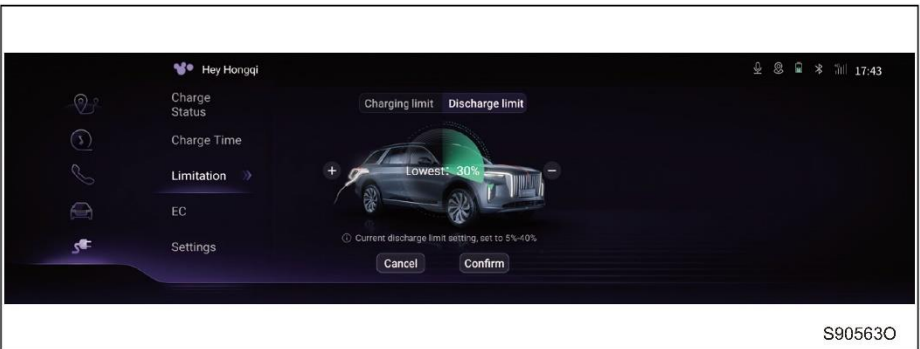 Hey Hongqi
17:43
Charge
Status
Charging limit Discharge limit
Charge Time
Limitation
+ Lowest: 30% -
EC
Current discharge limit setting, set to 5%-40%
Settings
Cancel Confirm
S90563O